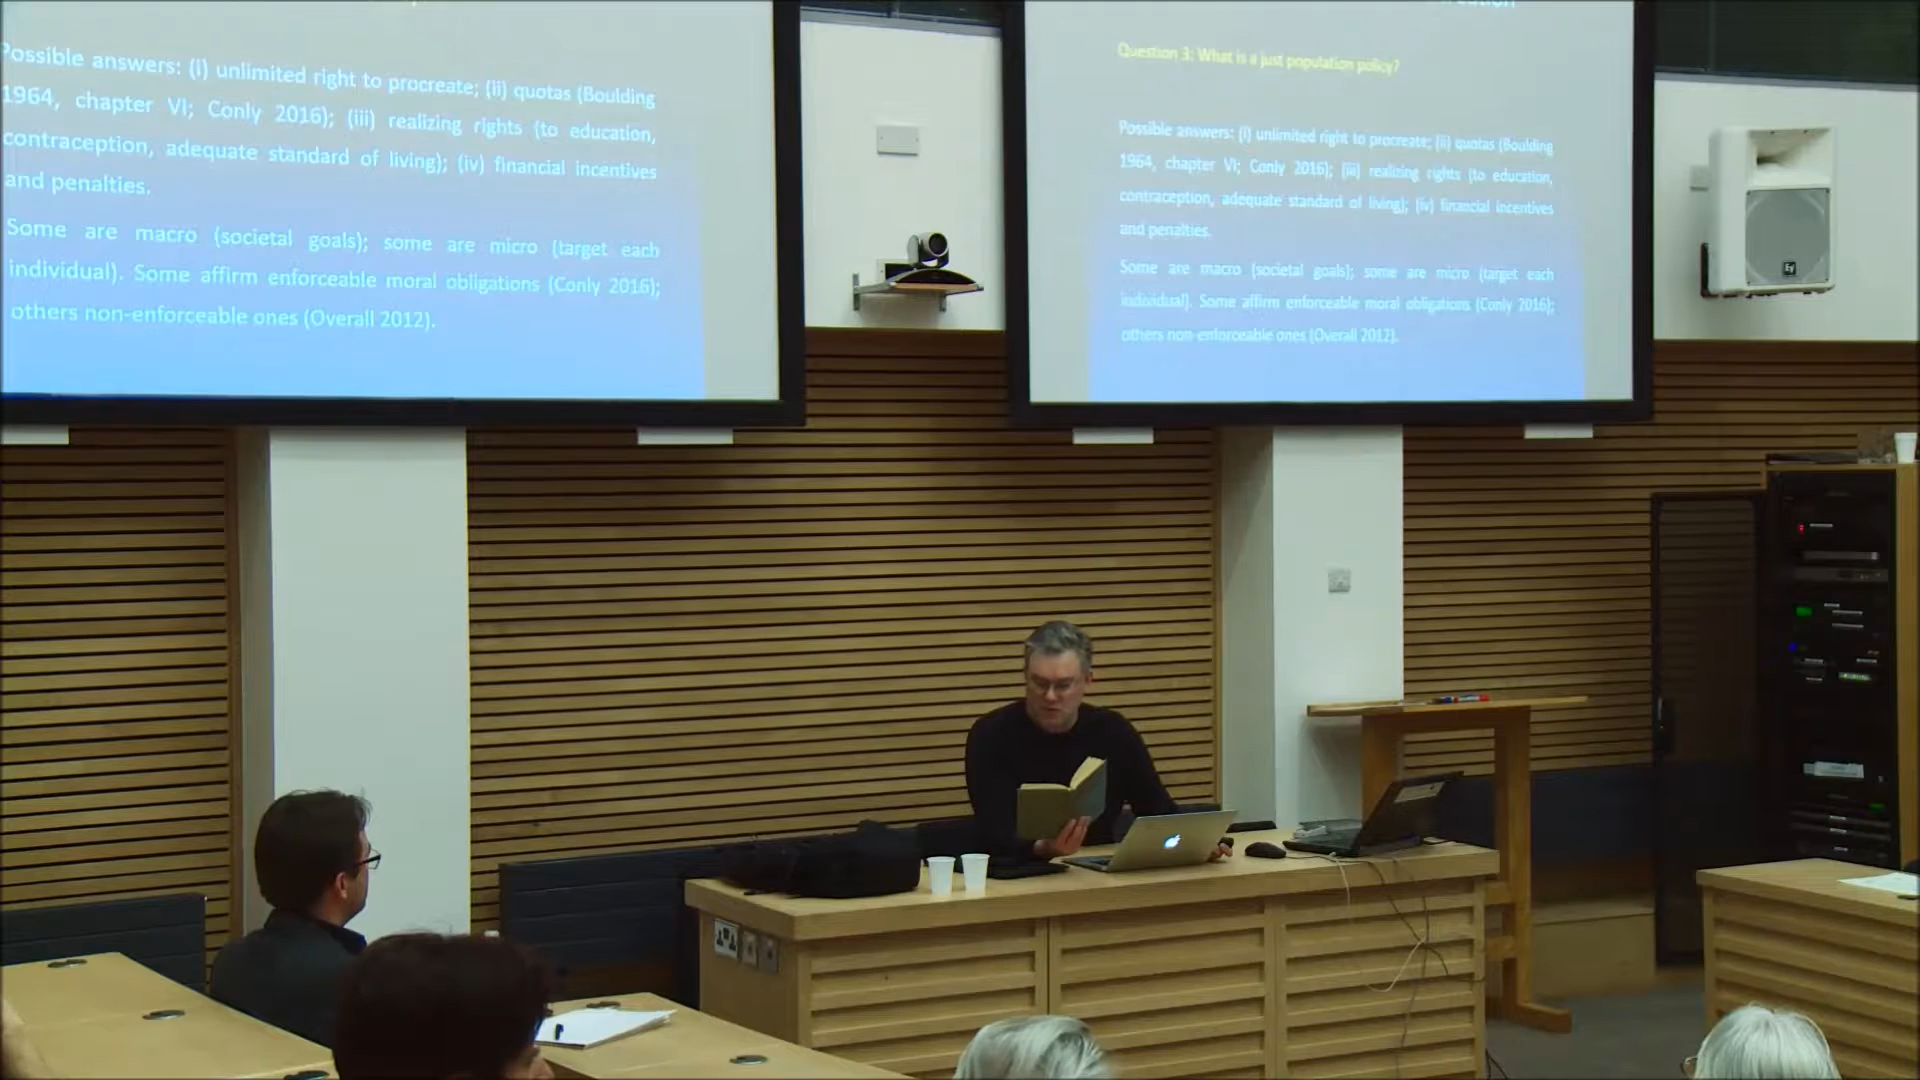 Possible answers: (i) unlimited right to procreate; (ii) quotas (Boulding
1964, chapter VI; Conly 2016); (iii) realizing rights (to education,
contraception, adequate standard of living); (iv) financial incentives
and penalties.
Some are macro (societal goals); some are micro (target each
individual). Some affirm enforceable moral obligations (Conly 2016);
others non-enforceable ones (Overall 2012).
Question 3: What is a just population policy?
Possible answers: (i) unlimited right to procreate; (ii) quotas (Boulding
1964, chapter VI; Conly 2016); (iii) realizing rights (to education,
contraception, adequate standard of living); (iv) financial incentives
and penalties.
Some are macro (societal goals); some are micro (target each
individual). Some affirm enforceable moral obligations (Conly 2016);
others non-enforceable ones (Overall 2012).
EV